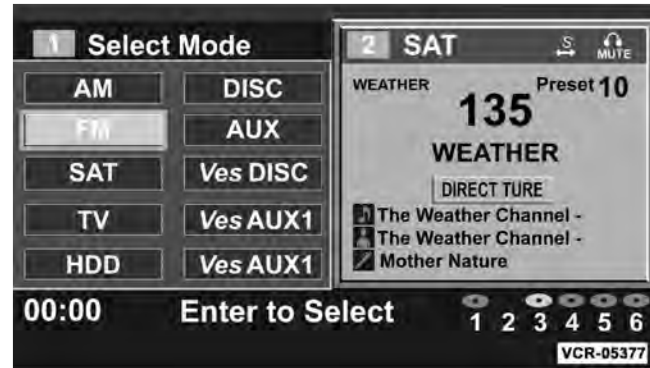 1 Select Mode
AM DISC
FM AUX
SAT Ves DISC
TV Ves AUX1
HDD Ves AUX1
2 SAT S MUTE
WEATHER Preset 10
135
WEATHER
DIRECT TURE
The Weather Channel -
The Weather Channel -
Mother Nature
00:00 Enter to Select 1 2 3 4 5 6
VCR-05377